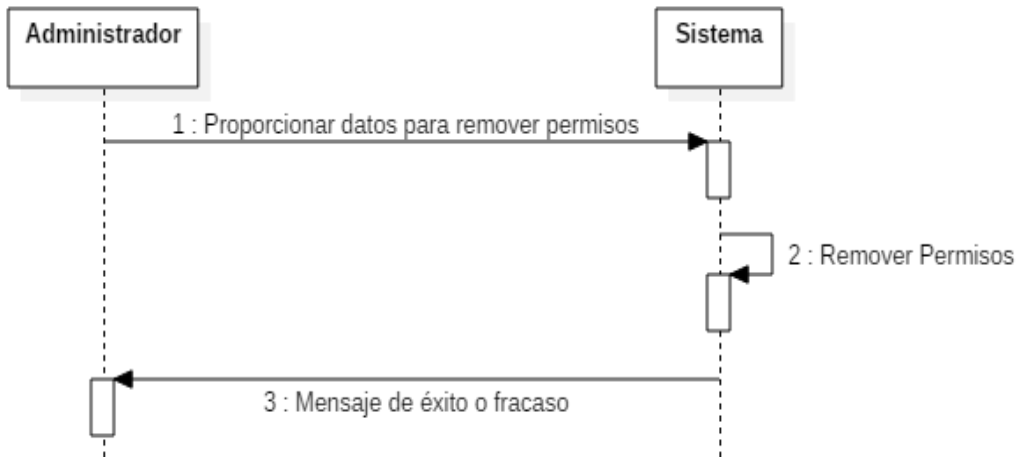 Administrador
Sistema
1 : Proporcionar datos para remover permisos
2 : Remover Permisos
3 : Mensaje de éxito o fracaso